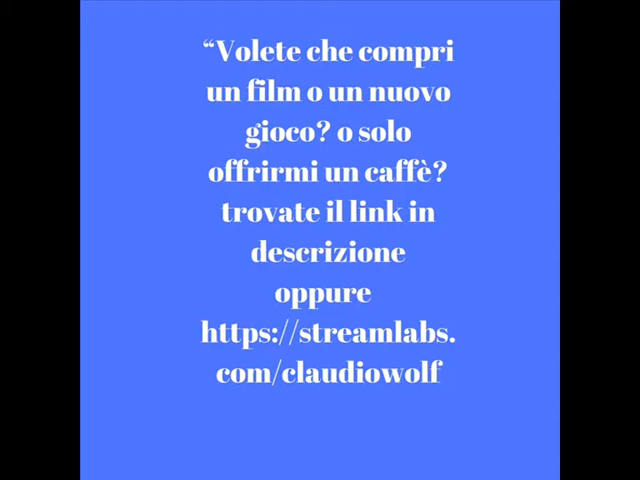 “Volete che compri
un film o un nuovo
gioco? o solo
offrirmi un caffè?
trovate il link in
descrizione
oppure
https://streamlabs.
com/claudiowolf